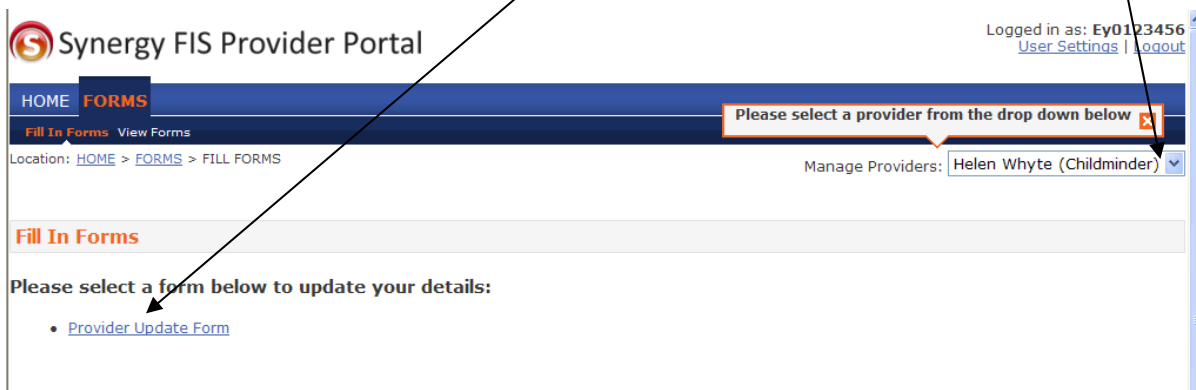 Synergy FIS Provider Portal
Logged in as: Ey0123456
User Settings | Logout
HOME FORMS
Fill In Forms View Forms
Please select a provider from the drop down below
Location: HOME > FORMS > FILL FORMS
Manage Providers: Helen Whyte (Childminder)
Fill In Forms
Please select a form below to update your details:
• Provider Update Form